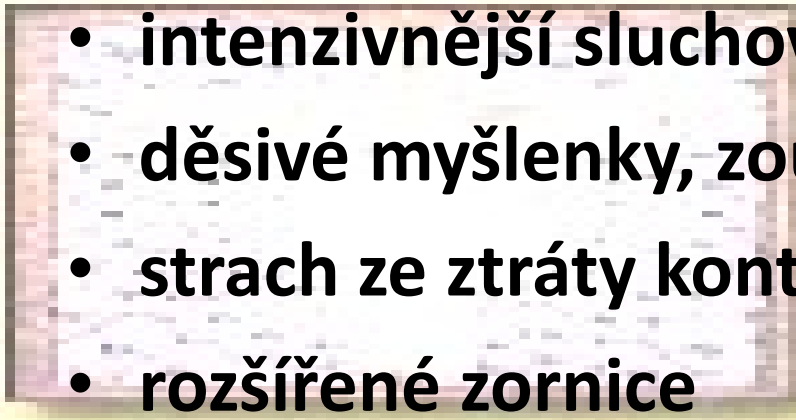 • intenzivnější
• děsivé myšlenky,
• strach ze ztráty
• rozšířené zornice